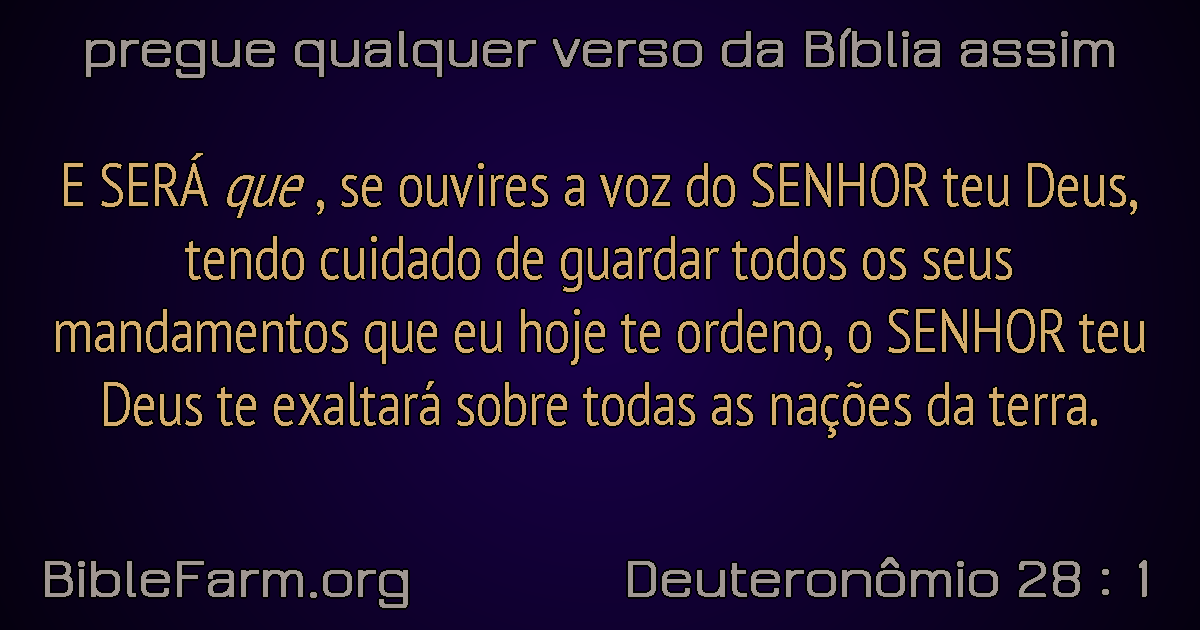 pregue qualquer verso da Bíblia assim
E SERÁ que , se ouvires a voz do SENHOR teu Deus,
tendo cuidado de guardar todos os seus
mandamentos que eu hoje te ordeno, o SENHOR teu
Deus te exaltará sobre todas as nações da terra.
BibleFarm.org
Deuteronômio 28 : 1